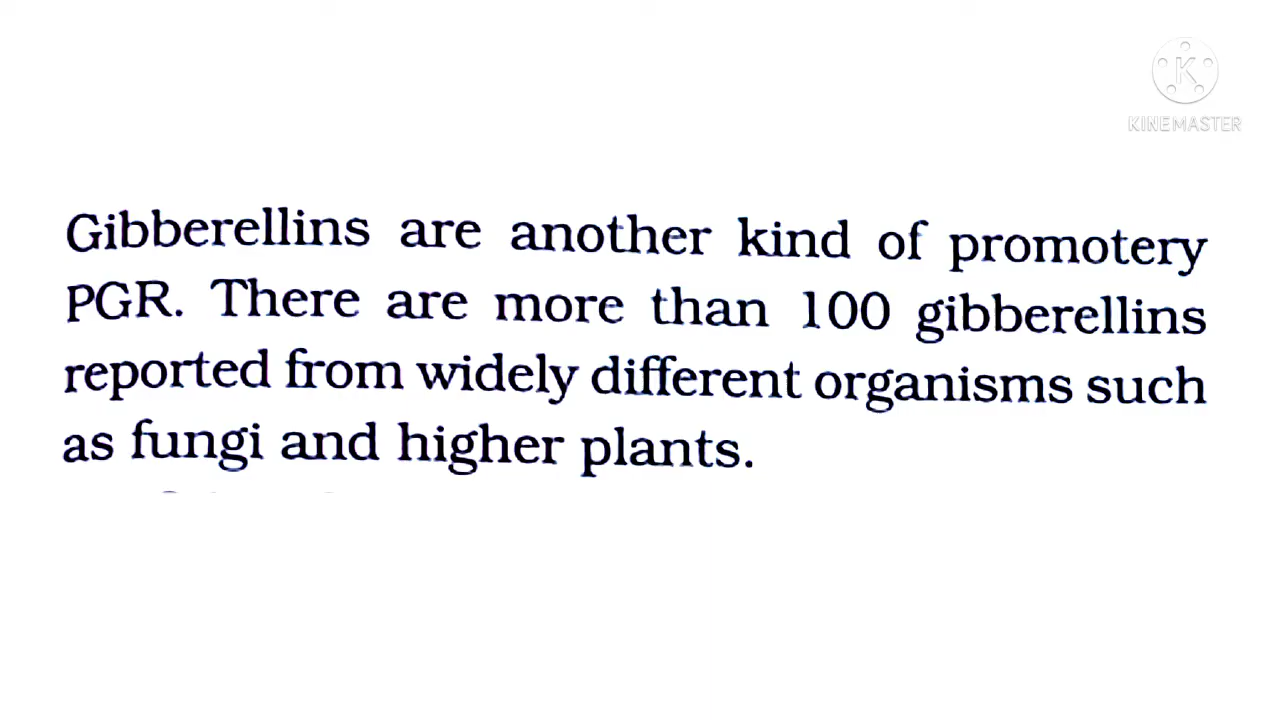 KINEMASTER
Gibberellins are another kind of promotery
PGR. There are more than 100 gibberellins
reported from widely different organisms such
as fungi and higher plants.